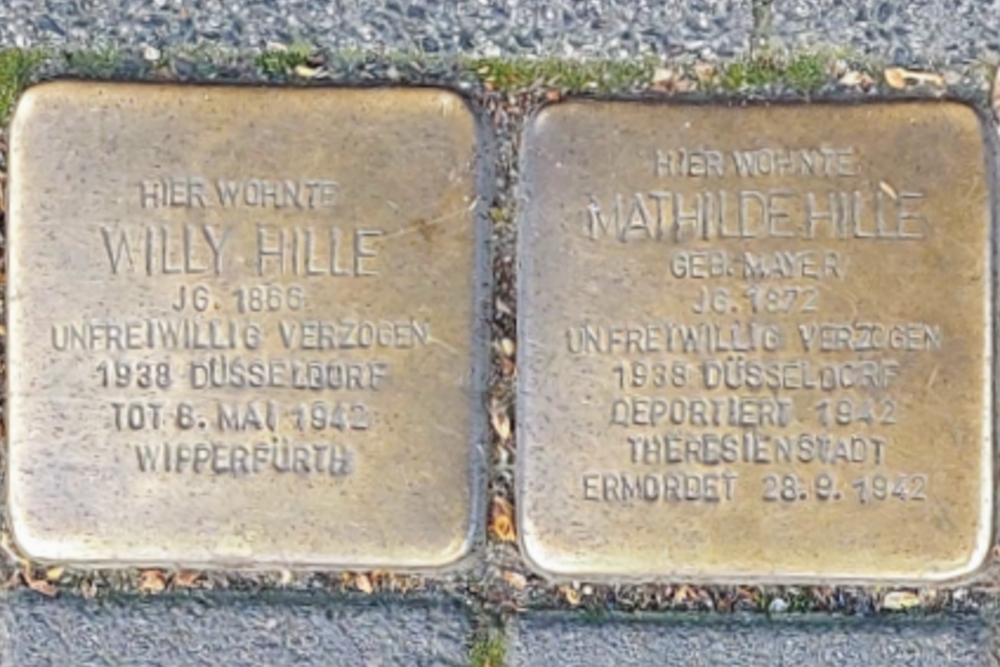 HIER WOHNTE
WILLY HILLE
JG. 1866
UNFREIWILLIG VERZOGEN
1938 DÜSSELDORF
TOT 6. MAI 1942
WIPPERFÜRTH
HIER WOHNTE
MATHILDE HILLE
GEB. MAYER
JG. 1872
UNFREIWILLIG VERZOGEN
1938 DÜSSELDORF
DEPORTIERT 1942
THERESIENSTADT
ERMORDET 28.9.1942